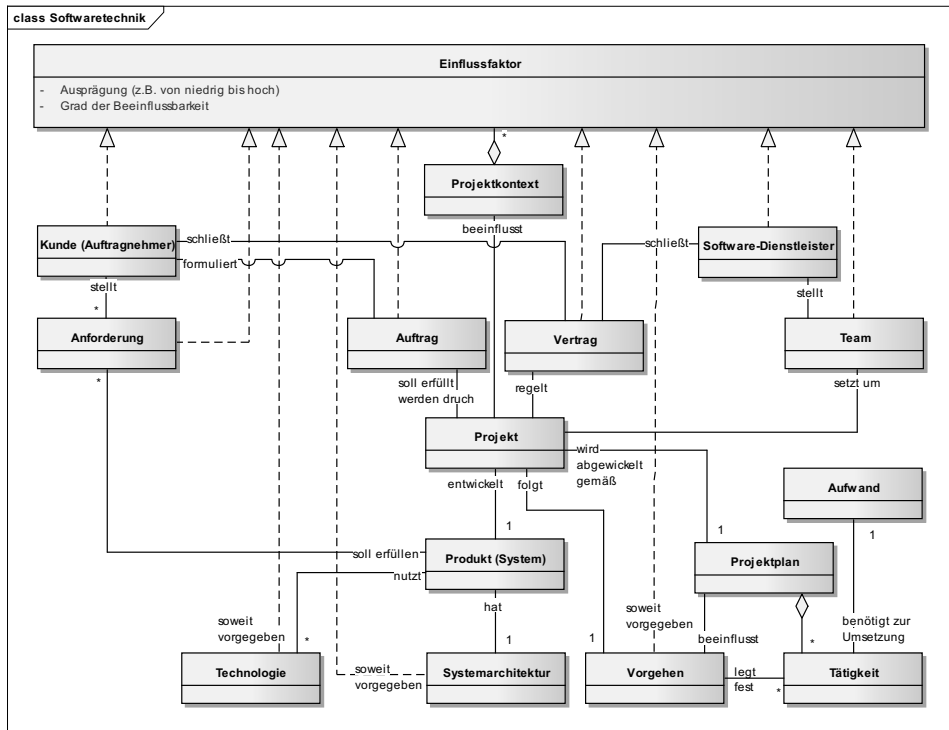 class Softwaretechnik
Einflussfaktor
- Ausprägung (z.B. von niedrig bis hoch)
- Grad der Beeinflussbarkeit
*
Projektkontext
beeinflusst
Kunde (Auftragnehmer)
schließt
formuliert
stellt
*
schließt
Software-Dienstleister
stellt
Anforderung
*
Auftrag
soll erfüllt
werden druch
Vertrag
regelt
Team
setzt um
Projekt
entwickelt
folgt
wird
abgewickelt
gemäß
1
1
Aufwand
1
soll erfüllen
nutzt
Produkt (System)
hat
Projektplan
soweit
vorgegeben
*
1
soweit
vorgegeben
1
soweit
vorgegeben
beeinflusst
*
benötigt zur
Umsetzung
Technologie
Systemarchitektur
Vorgehen
legt
fest
*
Tätigkeit